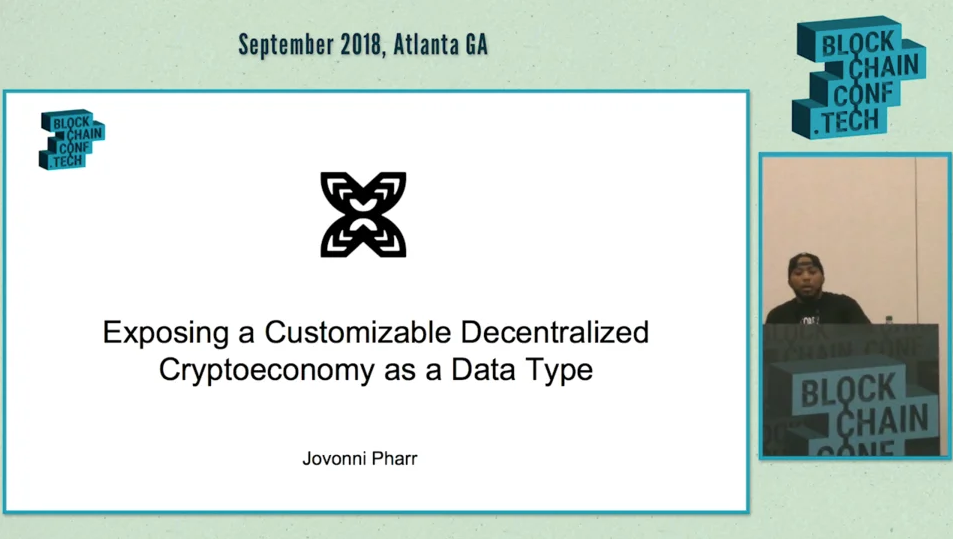 September 2018, Atlanta GA
BLOCK
CHAIN
CONF
.TECH
BLOCK
CHAIN
CONF
.TECH
Exposing a Customizable Decentralized
Cryptoeconomy as a Data Type
Jovonni Pharr
BLOCK
CHAIN
CONF